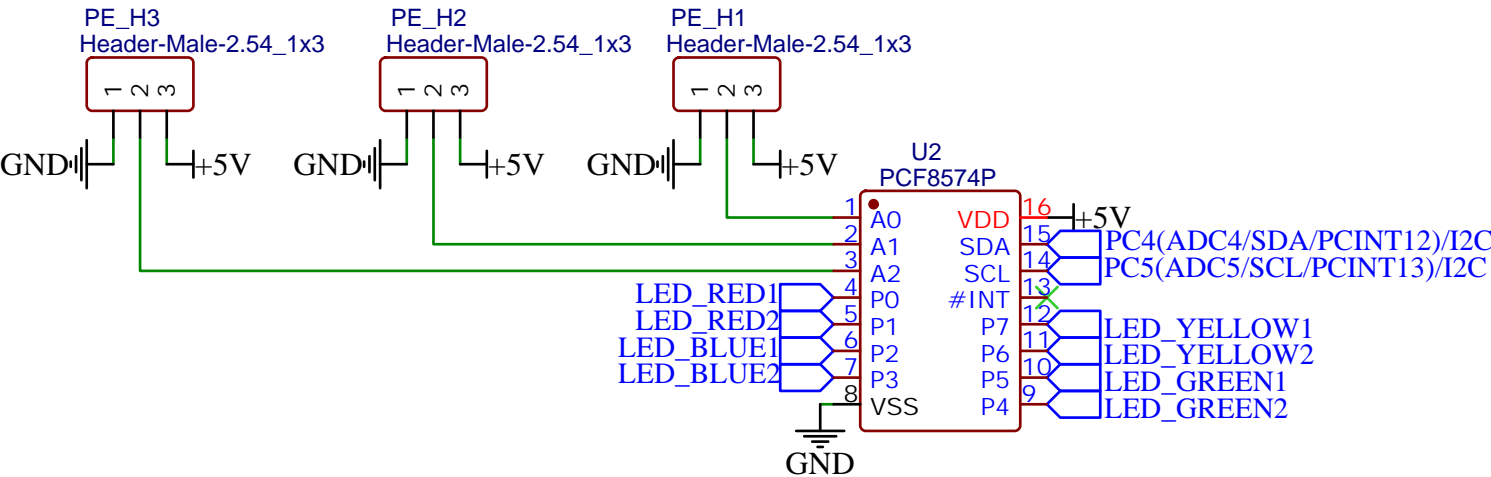 PE_H3
Header-Male-2.54_1x3
1 2 3
GND
+5V
PE_H2
Header-Male-2.54_1x3
1 2 3
GND
+5V
PE_H1
Header-Male-2.54_1x3
1 2 3
GND
+5V
U2
PCF8574P
1 A0
2 A1
3 A2
LED_RED1 4 P0
LED_RED2 5 P1
LED_BLUE1 6 P2
LED_BLUE2 7 P3
8 VSS
GND
VDD 16 +5V
SDA 15 PC4(ADC4/SDA/PCINT12)/I2C
SCL 14 PC5(ADC5/SCL/PCINT13)/I2C
#INT 13
P7 12 LED_YELLOW1
P6 11 LED_YELLOW2
P5 10 LED_GREEN1
P4 9 LED_GREEN2